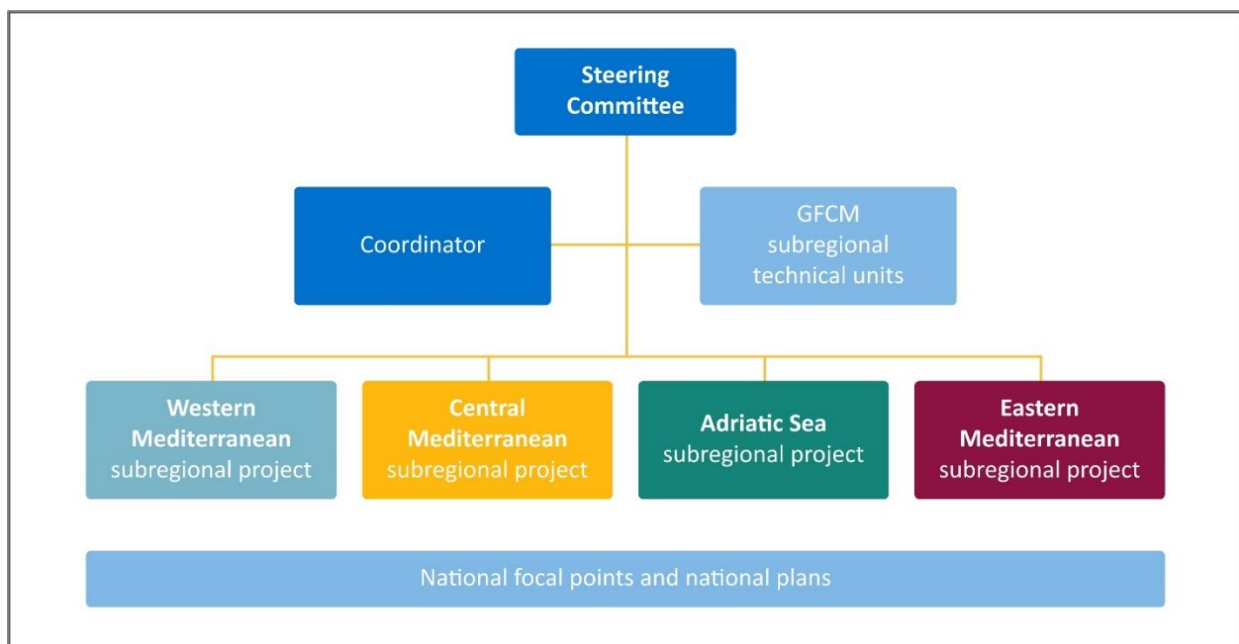 Steering
Committee
Coordinator
GFCM
subregional
technical units
Western
Mediterranean
subregional project
Central
Mediterranean
subregional project
Adriatic Sea
subregional project
Eastern
Mediterranean
subregional project
National focal points and national plans